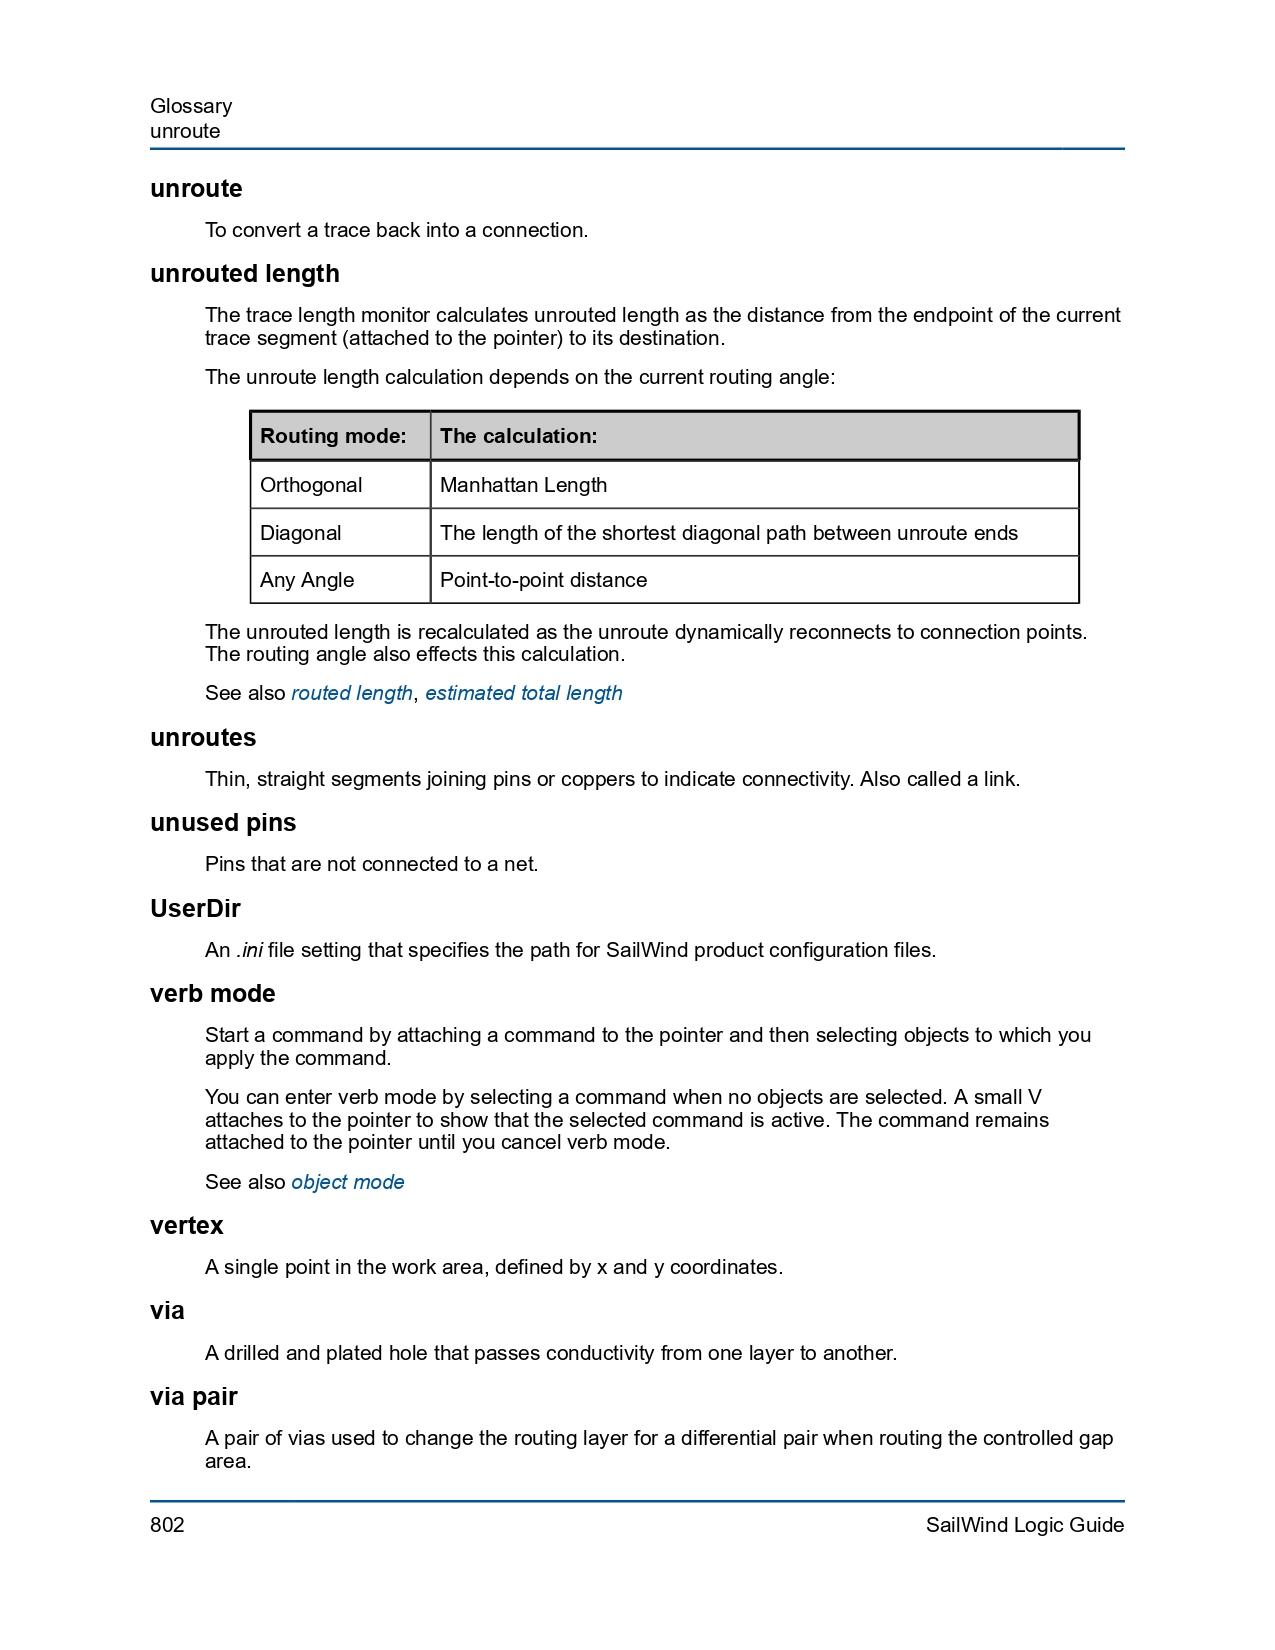 Glossary
unroute
unroute
To convert a trace back into a connection.
unrouted length
The trace length monitor calculates unrouted length as the distance from the endpoint of the current
trace segment (attached to the pointer) to its destination.
The unroute length calculation depends on the current routing angle:
Routing mode: The calculation:
Orthogonal Manhattan Length
Diagonal The length of the shortest diagonal path between unroute ends
Any Angle Point-to-point distance
The unrouted length is recalculated as the unroute dynamically reconnects to connection points.
The routing angle also effects this calculation.
See also routed length, estimated total length
unroutes
Thin, straight segments joining pins or coppers to indicate connectivity. Also called a link.
unused pins
Pins that are not connected to a net.
UserDir
An .ini file setting that specifies the path for SailWind product configuration files.
verb mode
Start a command by attaching a command to the pointer and then selecting objects to which you
apply the command.
You can enter verb mode by selecting a command when no objects are selected. A small V
attaches to the pointer to show that the selected command is active. The command remains
attached to the pointer until you cancel verb mode.
See also object mode
vertex
A single point in the work area, defined by x and y coordinates.
via
A drilled and plated hole that passes conductivity from one layer to another.
via pair
A pair of vias used to change the routing layer for a differential pair when routing the controlled gap
area.
802 SailWind Logic Guide